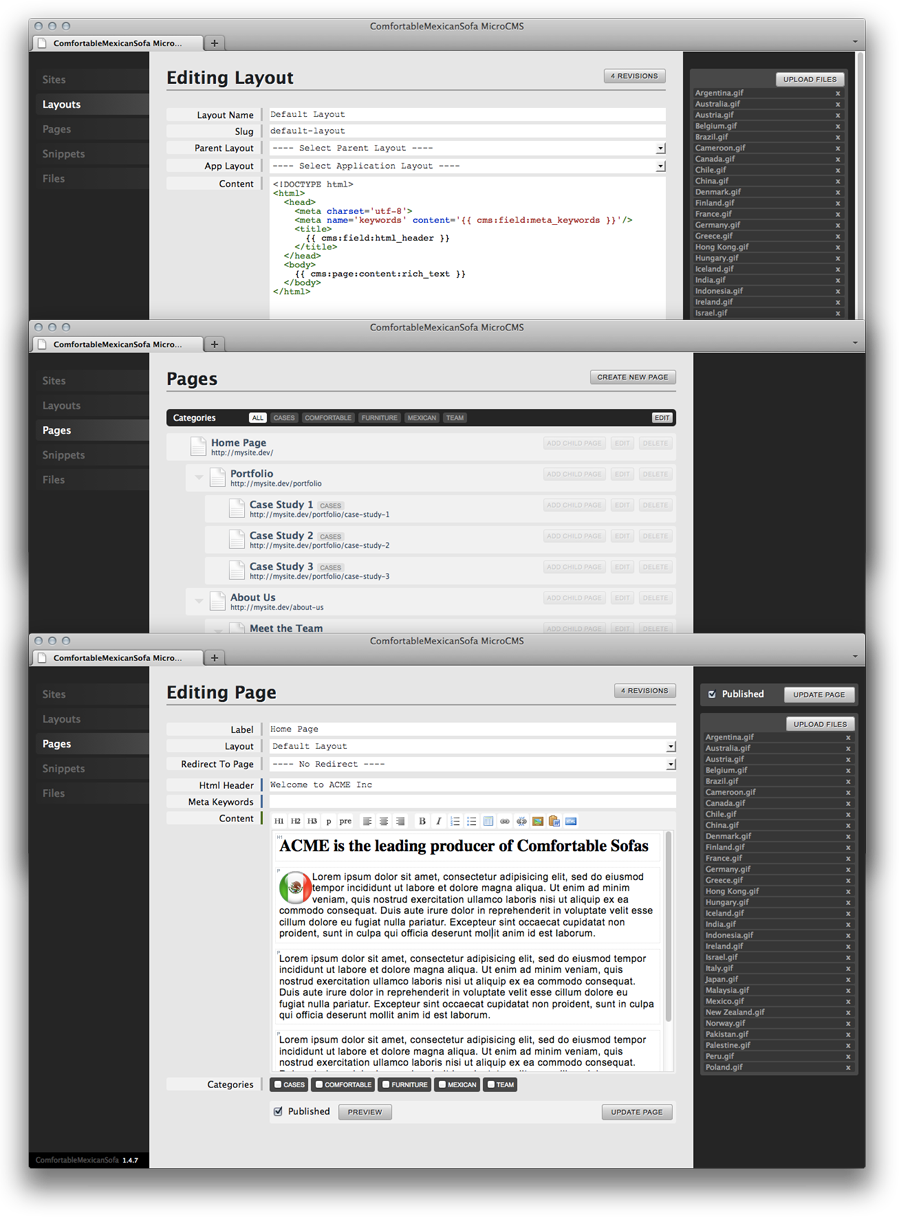 ComfortableMexicanSofa MicroCMS
ComfortableMexicanSofa Micro...
Sites
Layouts
Pages
Snippets
Files
Editing Layout
4 REVISIONS
Layout Name Default Layout
Slug default-layout
Parent Layout ---- Select Parent Layout ----
App Layout ---- Select Application Layout ----
Content
<!DOCTYPE html>
<html>
<head>
<meta charset='utf-8'>
<meta name='keywords' content='{{ cms:field:meta_keywords }}'/>
<title>
{{ cms:field:html_header }}
</title>
</head>
<body>
{{ cms:page:content:rich_text }}
</body>
</html>
UPLOAD FILES
Argentina.gif x
Australia.gif x
Austria.gif x
Belgium.gif x
Brazil.gif x
Cameroon.gif x
Canada.gif x
Chile.gif x
China.gif x
Denmark.gif x
Finland.gif x
France.gif x
Germany.gif x
Greece.gif x
Hong Kong.gif x
Hungary.gif x
Iceland.gif x
India.gif x
Indonesia.gif x
Ireland.gif x
Israel.gif x
ComfortableMexicanSofa MicroCMS
ComfortableMexicanSofa Micro...
Sites
Layouts
Pages
Snippets
Files
Pages
CREATE NEW PAGE
Categories ALL CASES COMFORTABLE FURNITURE MEXICAN TEAM EDIT
Home Page ADD CHILD PAGE EDIT DELETE
http://mysite.dev/
Portfolio ADD CHILD PAGE EDIT DELETE
http://mysite.dev/portfolio
Case Study 1 CASES ADD CHILD PAGE EDIT DELETE
http://mysite.dev/portfolio/case-study-1
Case Study 2 CASES ADD CHILD PAGE EDIT DELETE
http://mysite.dev/portfolio/case-study-2
Case Study 3 CASES ADD CHILD PAGE EDIT DELETE
http://mysite.dev/portfolio/case-study-3
About Us ADD CHILD PAGE EDIT DELETE
http://mysite.dev/about-us
Meet the Team ADD CHILD PAGE EDIT DELETE
ComfortableMexicanSofa MicroCMS
ComfortableMexicanSofa Micro...
Sites
Layouts
Pages
Snippets
Files
Editing Page
4 REVISIONS
Label Home Page
Layout Default Layout
Redirect To Page ---- No Redirect ----
Html Header Welcome to ACME Inc
Meta Keywords
Content
H1 H2 H3 p pre B I
H1
ACME is the leading producer of Comfortable Sofas
P
Lorem ipsum dolor sit amet, consectetur adipisicing elit, sed do eiusmod
tempor incididunt ut labore et dolore magna aliqua. Ut enim ad minim
veniam, quis nostrud exercitation ullamco laboris nisi ut aliquip ex ea
commodo consequat. Duis aute irure dolor in reprehenderit in voluptate velit esse
cillum dolore eu fugiat nulla pariatur. Excepteur sint occaecat cupidatat non
proident, sunt in culpa qui officia deserunt mollit anim id est laborum.
P
Lorem ipsum dolor sit amet, consectetur adipisicing elit, sed do eiusmod tempor
incididunt ut labore et dolore magna aliqua. Ut enim ad minim veniam, quis
nostrud exercitation ullamco laboris nisi ut aliquip ex ea commodo consequat.
Duis aute irure dolor in reprehenderit in voluptate velit esse cillum dolore eu
fugiat nulla pariatur. Excepteur sint occaecat cupidatat non proident, sunt in culpa
qui officia deserunt mollit anim id est laborum.
P
Lorem ipsum dolor sit amet, consectetur adipisicing elit, sed do eiusmod tempor
incididunt ut labore et dolore magna aliqua. Ut enim ad minim veniam, quis
nostrud exercitation ullamco laboris nisi ut aliquip ex ea commodo consequat.
Categories CASES COMFORTABLE FURNITURE MEXICAN TEAM
Published PREVIEW UPDATE PAGE
Published UPDATE PAGE
UPLOAD FILES
Argentina.gif x
Australia.gif x
Austria.gif x
Belgium.gif x
Brazil.gif x
Cameroon.gif x
Canada.gif x
Chile.gif x
China.gif x
Denmark.gif x
Finland.gif x
France.gif x
Germany.gif x
Greece.gif x
Hong Kong.gif x
Hungary.gif x
Iceland.gif x
India.gif x
Indonesia.gif x
Ireland.gif x
Israel.gif x
Italy.gif x
Japan.gif x
Malaysia.gif x
Mexico.gif x
New Zealand.gif x
Norway.gif x
Pakistan.gif x
Palestine.gif x
Peru.gif x
Poland.gif x
ComfortableMexicanSofa 1.4.7